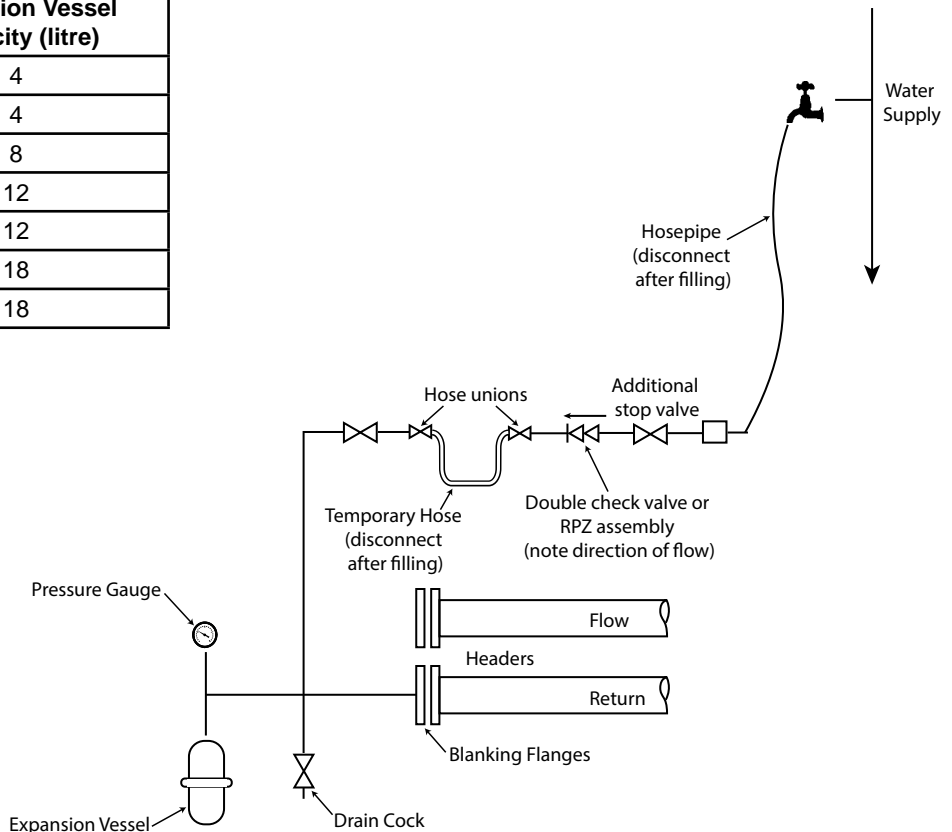 ion Vessel
city (litre)
4
4
8
12
12
18
18
Water
Supply
Hosepipe
(disconnect
after filling)
Hose unions
Additional
stop valve
Double check valve or
RPZ assembly
(note direction of flow)
Temporary Hose
(disconnect
after filling)
Pressure Gauge
Flow
Headers
Return
Blanking Flanges
Drain Cock
Expansion Vessel